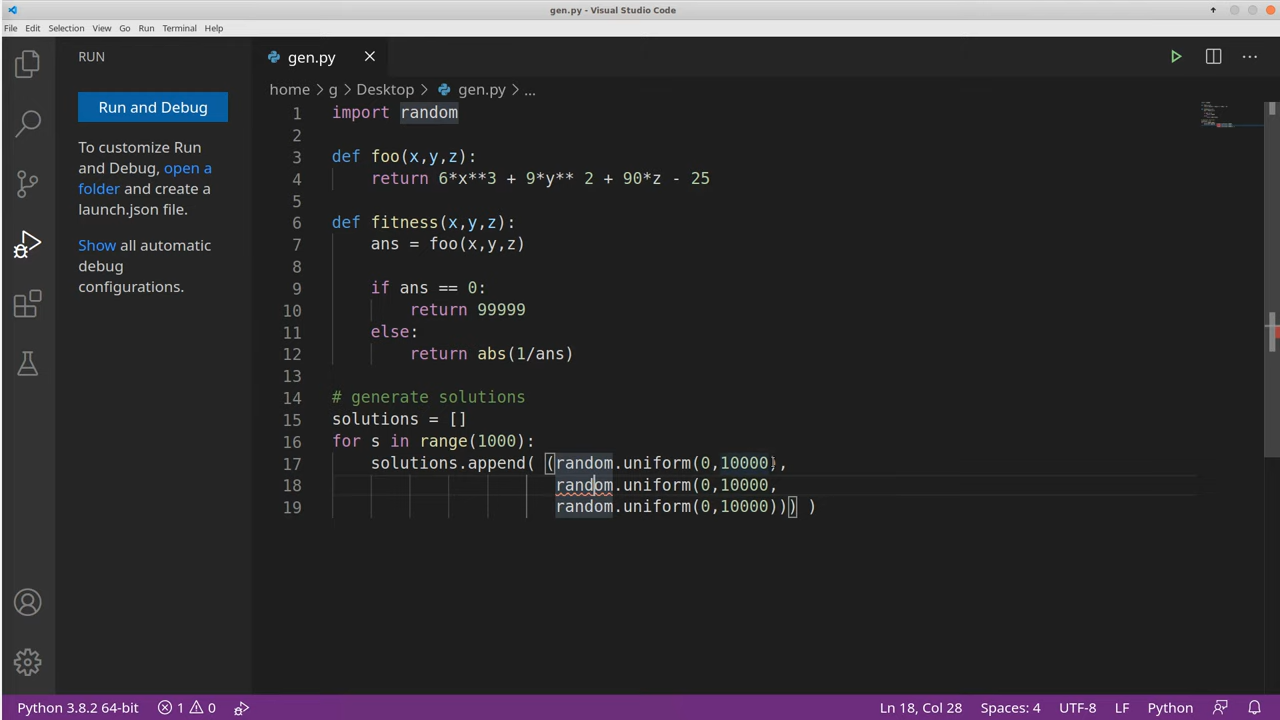 gen.py - Visual Studio Code
File Edit Selection View Go Run Terminal Help
RUN
gen.py
Run and Debug
home > g > Desktop > gen.py > ...
To customize Run
and Debug, open a
folder and create a
launch.json file.
Show all automatic
debug
configurations.
1 import random
2
3 def foo(x,y,z):
4 return 6*x**3 + 9*y** 2 + 90*z - 25
5
6 def fitness(x,y,z):
7 ans = foo(x,y,z)
8
9 if ans == 0:
10 return 99999
11 else:
12 return abs(1/ans)
13
14 # generate solutions
15 solutions = []
16 for s in range(1000):
17 solutions.append( (random.uniform(0,10000),
18 random.uniform(0,10000,
19 random.uniform(0,10000))) )
Python 3.8.2 64-bit 1 0 Ln 18, Col 28 Spaces: 4 UTF-8 LF Python